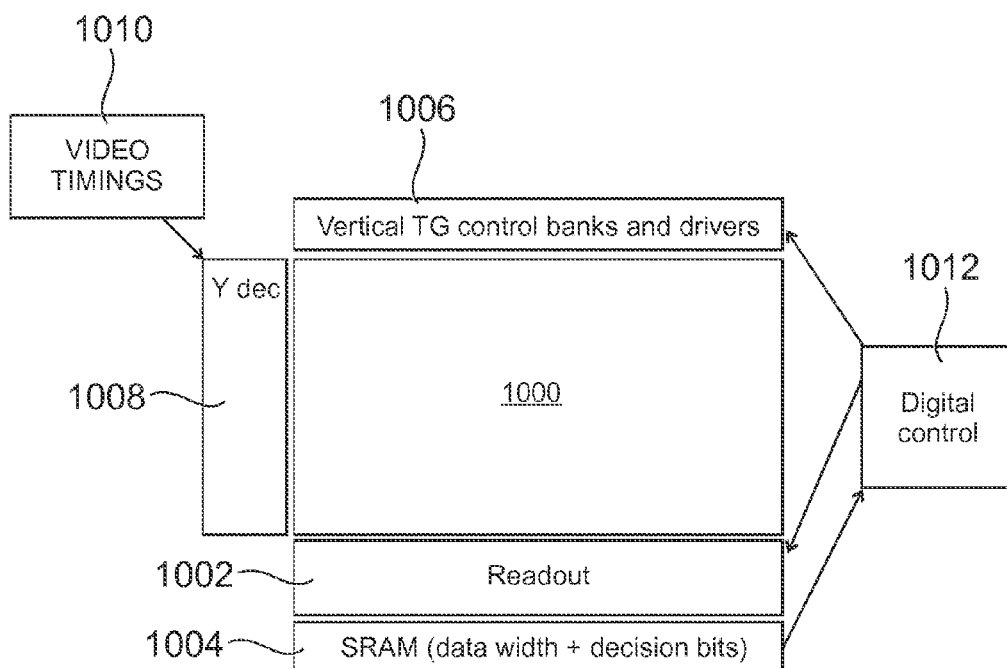 1010
VIDEO
TIMINGS
1006
Vertical TG control banks and drivers
Y dec
1012
1008
1000
Digital
control
1002
Readout
1004
SRAM (data width + decision bits)